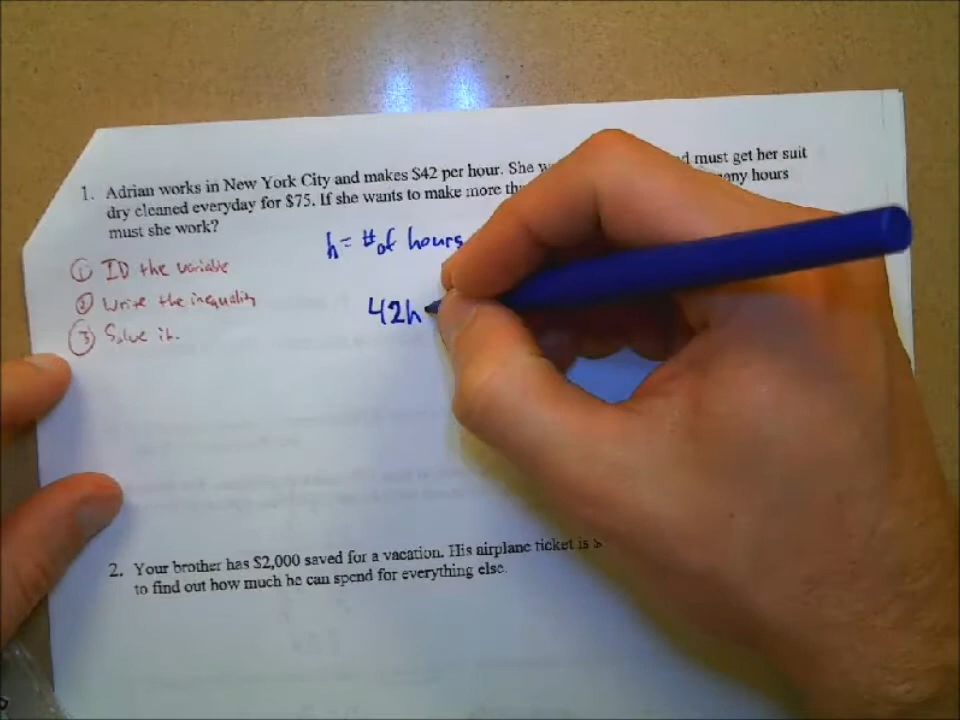 1. Adrian works in New York City and makes $42 per hour. She must get her suit
dry cleaned everyday for $75. If she wants to make more many hours
must she work?
h = # of hours
① ID the variable
② Write the inequality
42h
③ Solve it.
2. Your brother has $2,000 saved for a vacation. His airplane ticket is
to find out how much he can spend for everything else.